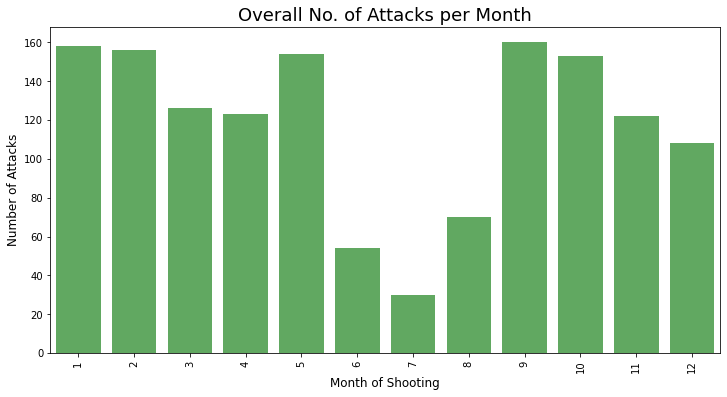 Overall No. of Attacks per Month
Number of Attacks
160
140
120
100
80
60
40
20
0
1 2 3 4 5 6 7 8 9 10 11 12
Month of Shooting